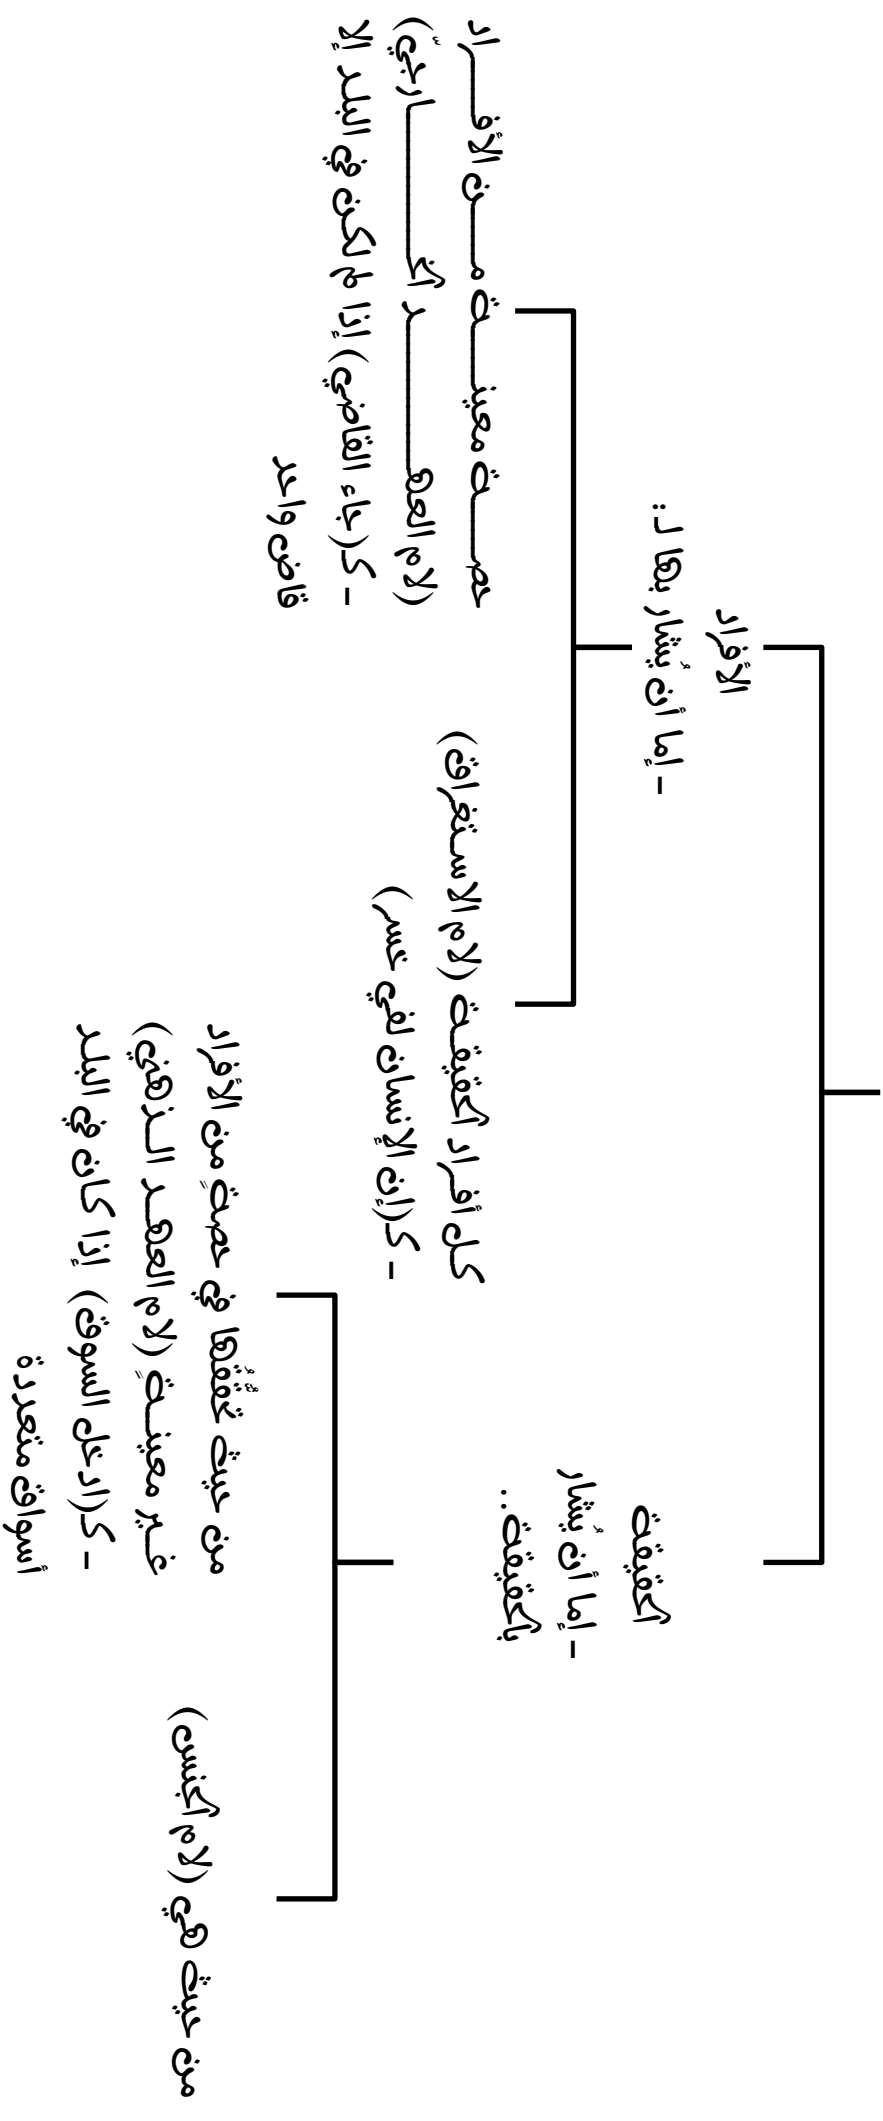 الحقيقة
- إما أن يُشار
بالحقيقة..
من حيث هي (لام الجنس)
من حيث تحققُها في حصةٍ من الأفراد
غير معينةٍ (لام العهد الذهني)
- كـ(ادخل السوق) إذا كان في البلد
أسواق متعددة
الأفراد
- إما أن يُشار بها لـ:
كل أفراد الحقيقة (لام الاستغراق)
- كـ(إن الإنسان لفي خسر)
حصة معينة من الأفراد
(لام العهد الخارجيّ)
- كـ(جاء القاضي) إذا لم يكن في البلد إلا
قاض واحد